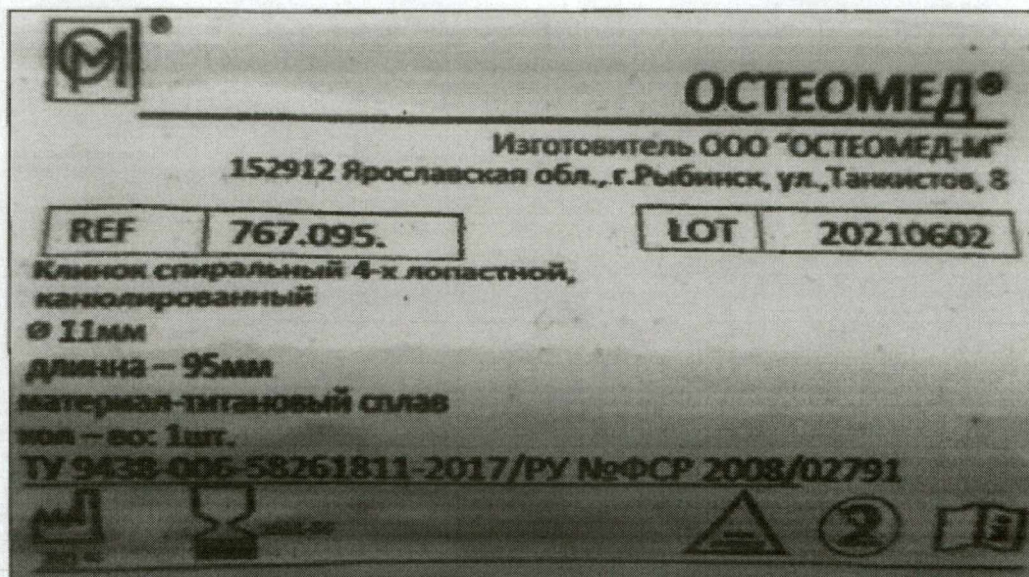 ОМ®
ОСТЕОМЕД®
Изготовитель ООО "ОСТЕОМЕД-М"
152912 Ярославская обл., г.Рыбинск, ул.,Танкистов, 8
REF 767.095. LOT 20210602
Клинок спиральный 4-х лопастной,
канюлированный
ø 11мм
длинна – 95мм
материал-титановый сплав
кол – во: 1шт.
ТУ 9438-006-58261811-2017/РУ №ФСР 2008/02791
2